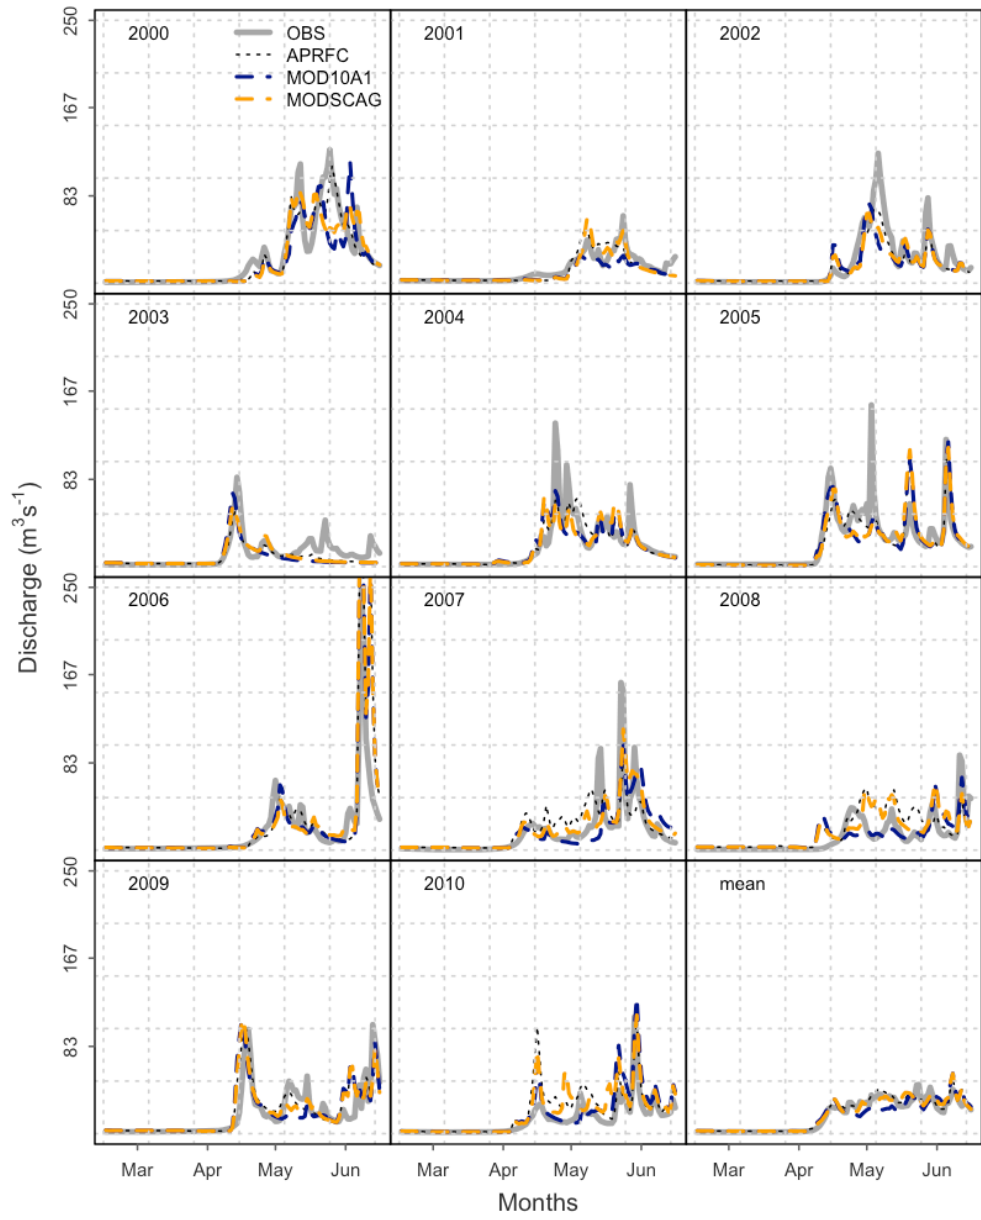 250
2000
OBS
APRFC
MOD10A1
MODSCAG
2001
2002
167
83
250
2003
2004
2005
167
83
250
2006
2007
2008
167
83
250
2009
2010
mean
167
83
Discharge (m³s⁻¹)
Mar Apr May Jun Mar Apr May Jun Mar Apr May Jun
Months